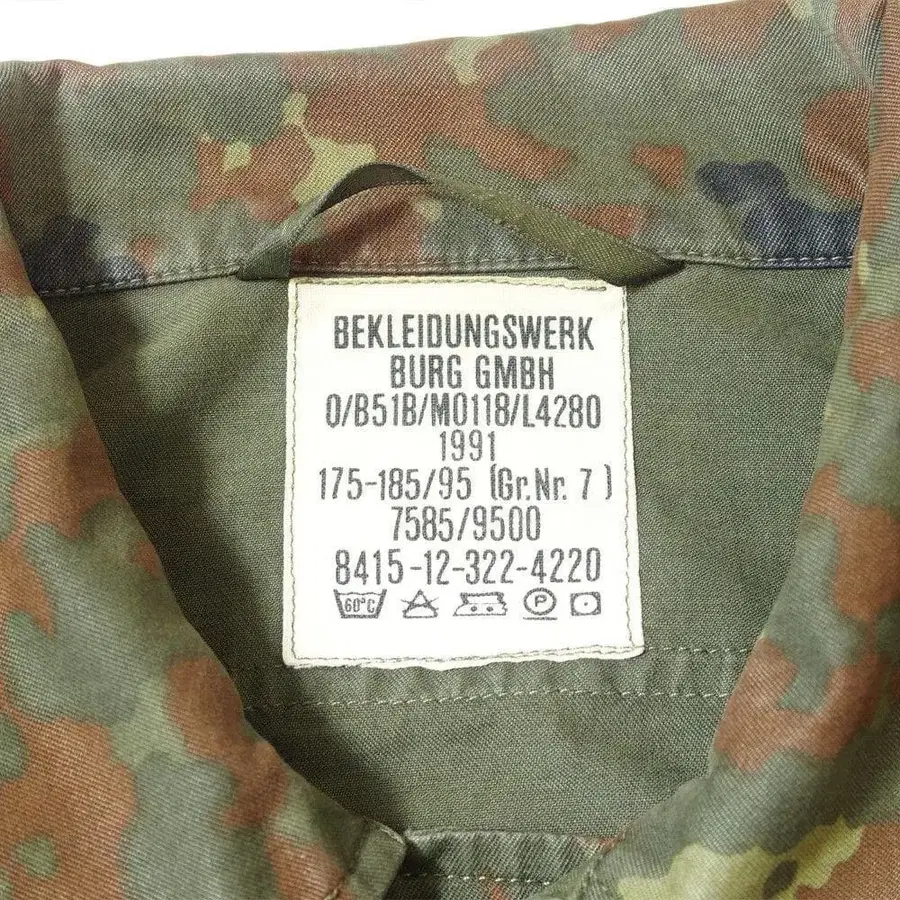 BEKLEIDUNGSWERK
BURG GMBH
0/B51B/M0118/L4280
1991
175-185/95 (Gr.Nr. 7)
7585/9500
8415-12-322-4220
60°C P